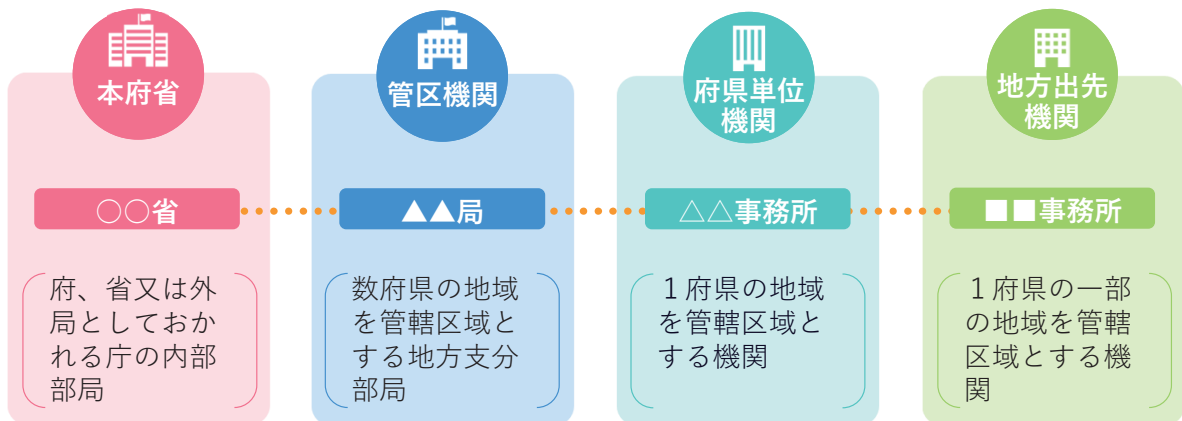 本府省
○○省
府、省又は外
局としておか
れる庁の内部
部局
管区機関
▲▲局
数府県の地域
を管轄区域と
する地方支分
部局
府県単位
機関
△△事務所
１府県の地域
を管轄区域と
する機関
地方出先
機関
■■事務所
１府県の一部
の地域を管轄
区域とする機
関